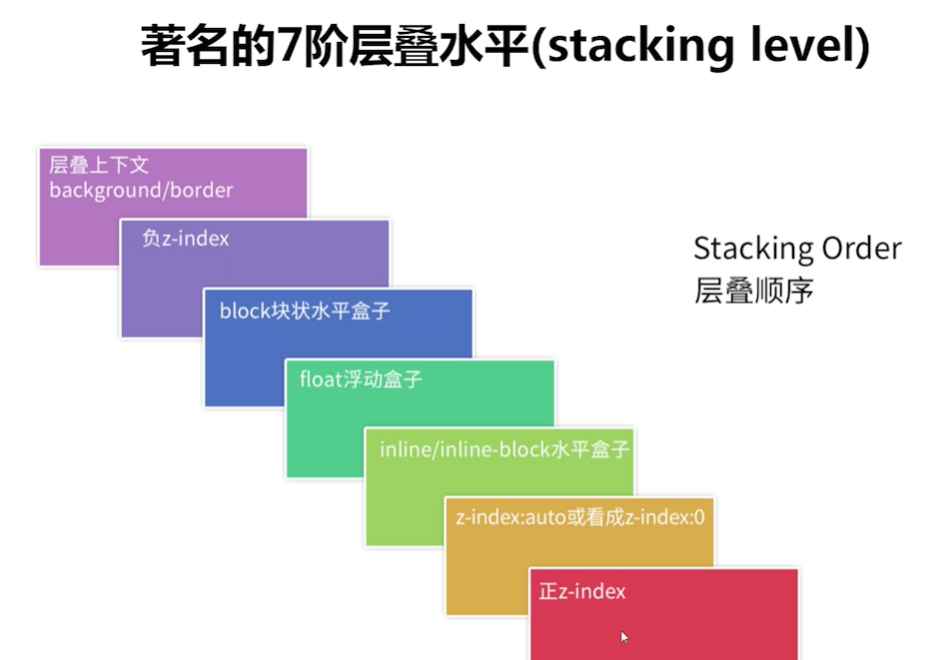 著名的7阶层叠水平(stacking level)
层叠上下文
background/border
负z-index
block块状水平盒子
float浮动盒子
inline/inline-block水平盒子
z-index:auto或看成z-index:0
正z-index
Stacking Order
层叠顺序